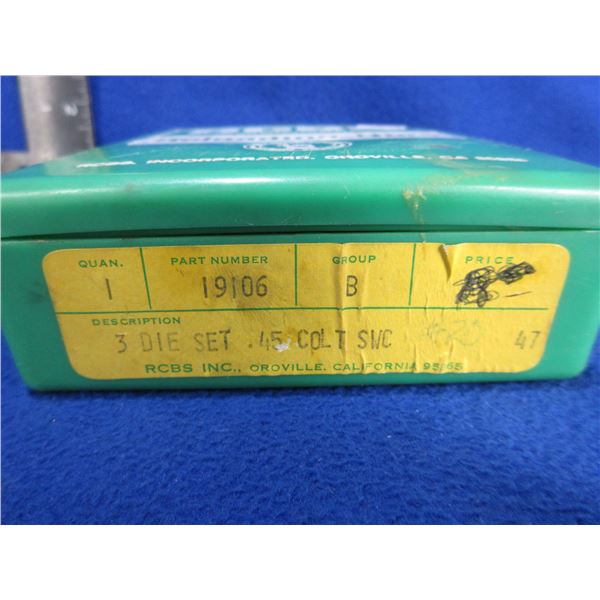 INCORPORATED, OROVILLE, CA
QUAN. PART NUMBER GROUP PRICE
1 19106 B
DESCRIPTION
3 DIE SET .45 COLT SWC 47
RCBS INC., OROVILLE, CALIFORNIA 95965